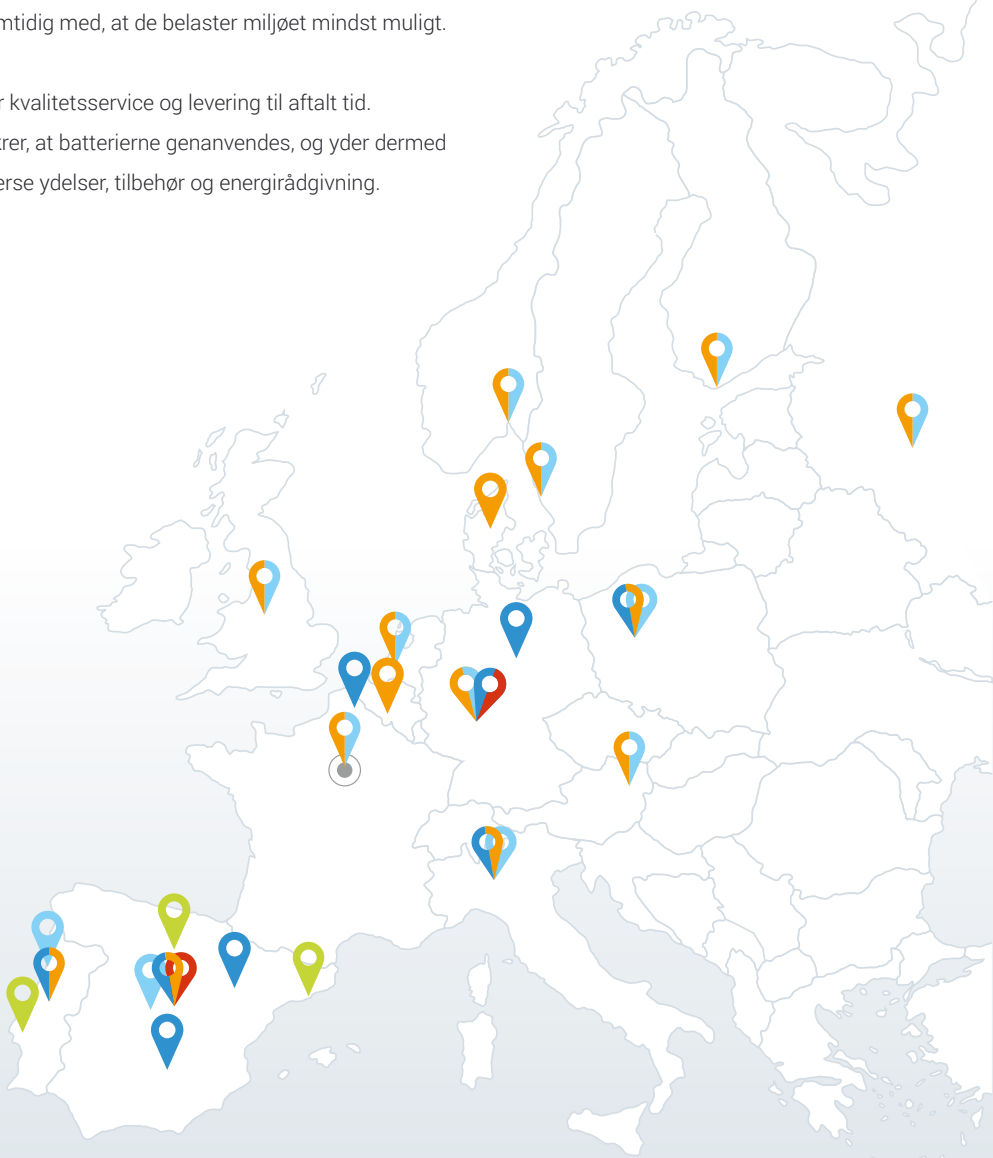 mtidig med, at de belaster miljøet mindst muligt.
kvalitetsservice og levering til aftalt tid.
rer, at batterierne genanvendes, og yder dermed
erse ydelser, tilbehør og energirådgivning.